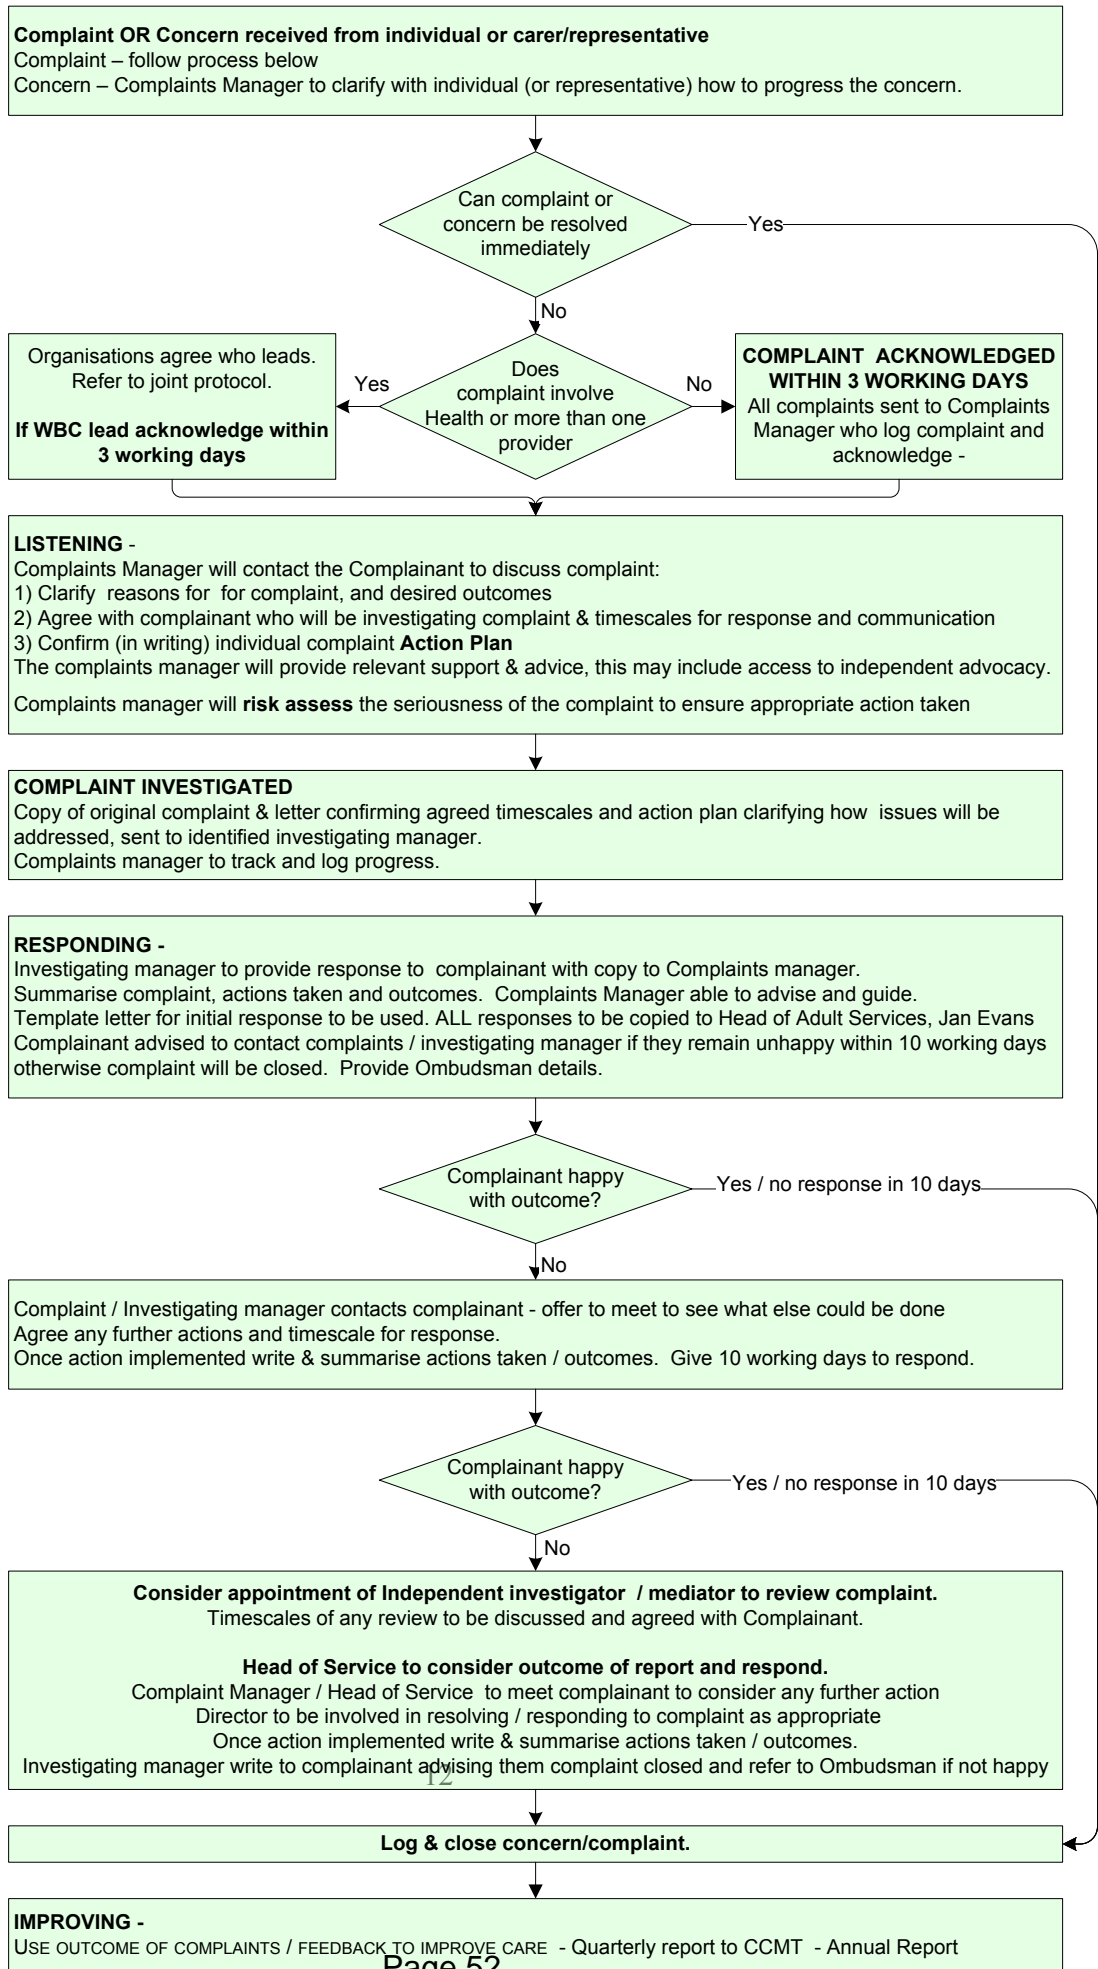 Complaint OR Concern received from individual or carer/representative
Complaint – follow process below
Concern – Complaints Manager to clarify with individual (or representative) how to progress the concern.
Can complaint or
concern be resolved
immediately
Yes
No
Organisations agree who leads.
Refer to joint protocol.
If WBC lead acknowledge within
3 working days
Yes
Does
complaint involve
Health or more than one
provider
No
COMPLAINT ACKNOWLEDGED
WITHIN 3 WORKING DAYS
All complaints sent to Complaints
Manager who log complaint and
acknowledge -
LISTENING -
Complaints Manager will contact the Complainant to discuss complaint:
1) Clarify reasons for for complaint, and desired outcomes
2) Agree with complainant who will be investigating complaint & timescales for response and communication
3) Confirm (in writing) individual complaint Action Plan
The complaints manager will provide relevant support & advice, this may include access to independent advocacy.
Complaints manager will risk assess the seriousness of the complaint to ensure appropriate action taken
COMPLAINT INVESTIGATED
Copy of original complaint & letter confirming agreed timescales and action plan clarifying how issues will be
addressed, sent to identified investigating manager.
Complaints manager to track and log progress.
RESPONDING -
Investigating manager to provide response to complainant with copy to Complaints manager.
Summarise complaint, actions taken and outcomes. Complaints Manager able to advise and guide.
Template letter for initial response to be used. ALL responses to be copied to Head of Adult Services, Jan Evans
Complainant advised to contact complaints / investigating manager if they remain unhappy within 10 working days
otherwise complaint will be closed. Provide Ombudsman details.
Complainant happy
with outcome?
Yes / no response in 10 days
No
Complaint / Investigating manager contacts complainant - offer to meet to see what else could be done
Agree any further actions and timescale for response.
Once action implemented write & summarise actions taken / outcomes. Give 10 working days to respond.
Complainant happy
with outcome?
Yes / no response in 10 days
No
Consider appointment of Independent investigator / mediator to review complaint.
Timescales of any review to be discussed and agreed with Complainant.
Head of Service to consider outcome of report and respond.
Complaint Manager / Head of Service to meet complainant to consider any further action
Director to be involved in resolving / responding to complaint as appropriate
Once action implemented write & summarise actions taken / outcomes.
Investigating manager write to complainant advising them complaint closed and refer to Ombudsman if not happy
12
Log & close concern/complaint.
IMPROVING -
USE OUTCOME OF COMPLAINTS / FEEDBACK TO IMPROVE CARE - Quarterly report to CCMT - Annual Report
Page 52